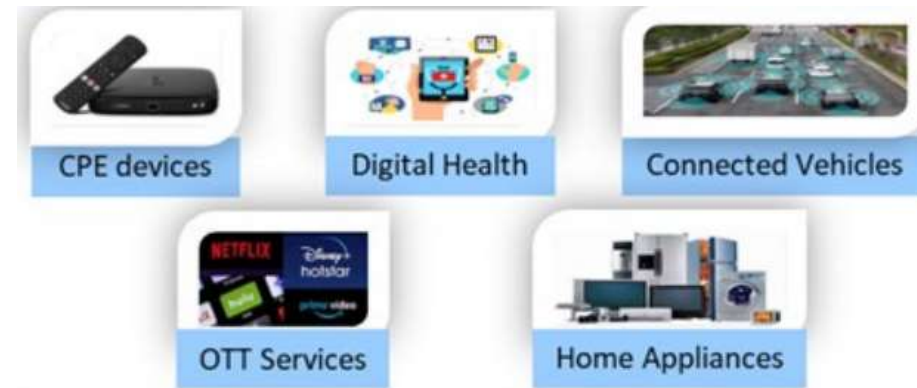 CPE devices
Digital Health
Connected Vehicles
NETFLIX
Disney+
hotstar
hulu
prime video
OTT Services
Home Appliances